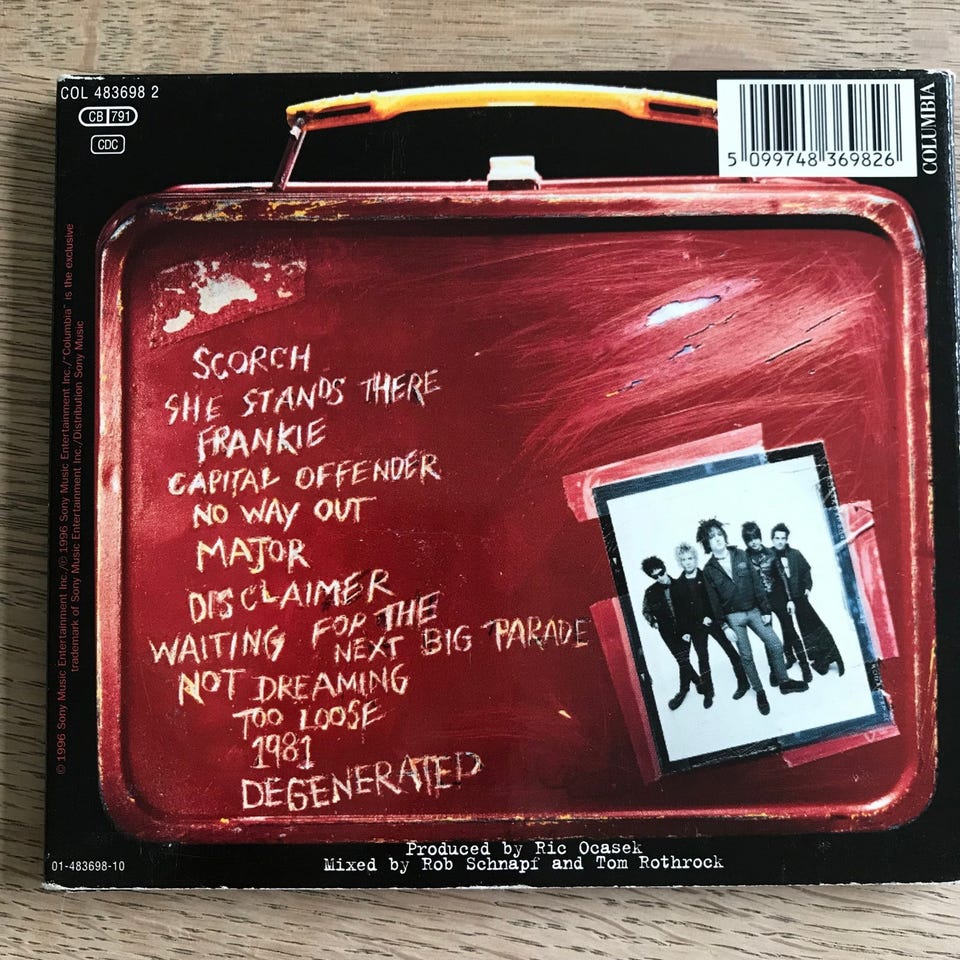 COL 483698 2
CB 791
CDC
5 099748 369826
COLUMBIA
SCORCH
SHE STANDS THERE
FRANKIE
CAPITAL OFFENDER
NO WAY OUT
MAJOR
DISCLAIMER
WAITING FOR THE
NEXT BIG PARADE
NOT DREAMING
TOO LOOSE
1981
DEGENERATED
Produced by Ric Ocasek
Mixed by Rob Schnapf and Tom Rothrock
01-483698-10
© 1996 Sony Music Entertainment Inc./℗ 1996 Sony Music Entertainment Inc./"Columbia" is the exclusive
trademark of Sony Music Entertainment Inc./Distribution Sony Music